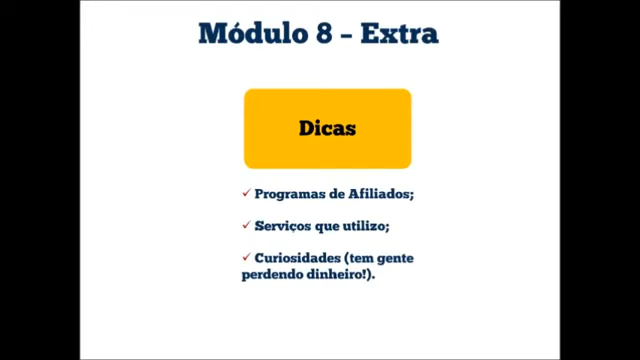 Módulo 8 – Extra
Dicas
✓ Programas de Afiliados;
✓ Serviços que utilizo;
✓ Curiosidades (tem gente
perdendo dinheiro!).